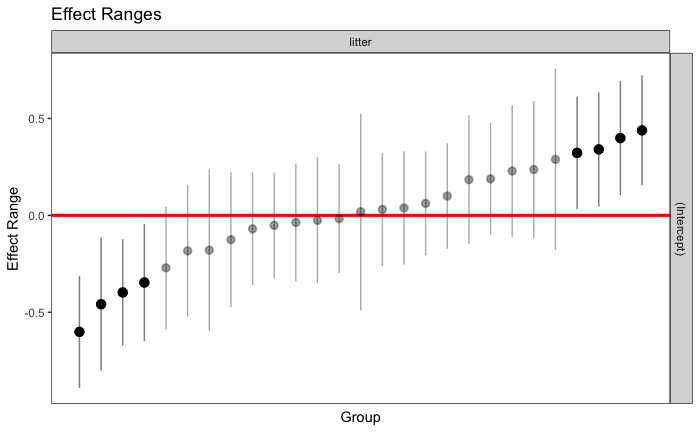 Effect Ranges
litter
0.5
0.0
-0.5
Effect Range
(Intercept)
Group